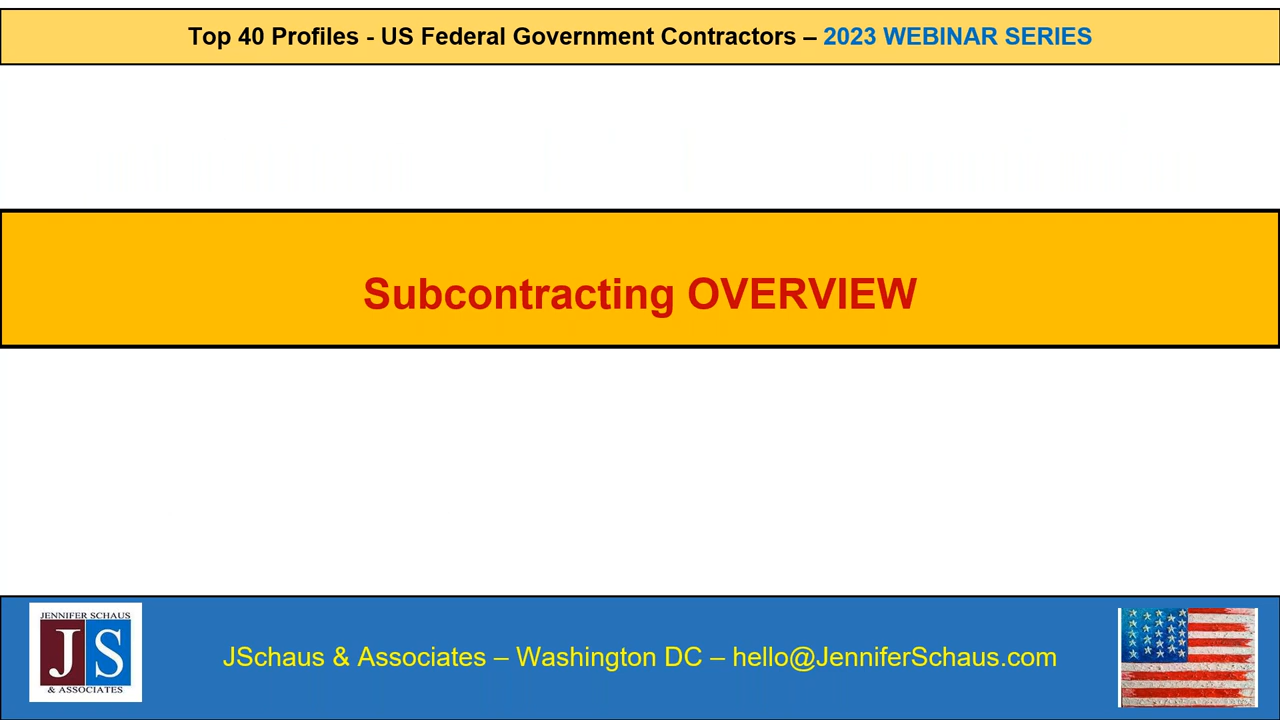 Top 40 Profiles - US Federal Government Contractors – 2023 WEBINAR SERIES
Subcontracting OVERVIEW
JENNIFER SCHAUS
JS
& ASSOCIATES
JSchaus & Associates – Washington DC – hello@JenniferSchaus.com